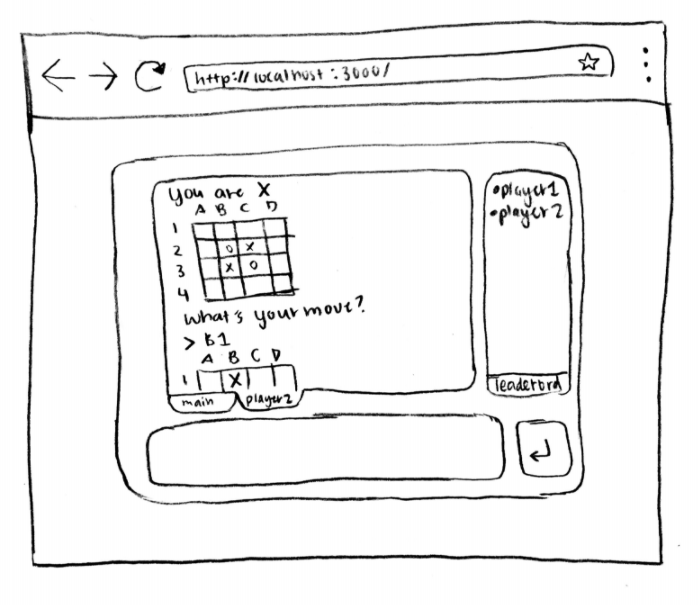 http://localhost:3000/
You are X
A B C D
1
2 O X
3 X O
4
What's your move?
> B1
A B C D
1 X
main player2
•player1
•player2
leaderbord